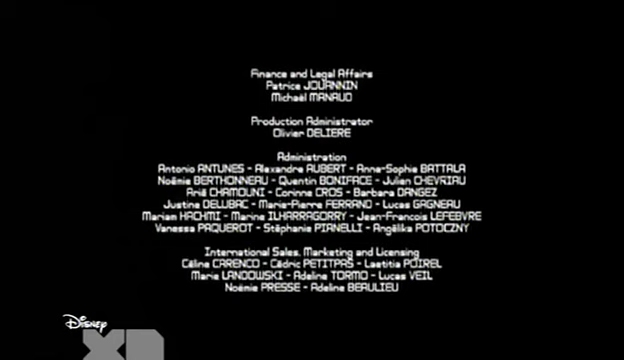 Finance and Legal Affairs
Patrice JOUANNIN
Michaël MANAUD
Production Administrator
Olivier DELIERE
Administration
Antonio ANTUNES - Alexandre AUBERT - Anne-Sophie BATTALA
Noémie BERTHONNEAU - Quentin BONIFACE - Julien CHEVRIAU
Arié CHAMOUNI - Corinne CROS - Barbara DANGEZ
Justine DELUBAC - Marie-Pierre FERRAND - Lucas GAGNEAU
Mariam HACHMI - Marine ILHARRAGORRY - Jean-Francois LEFEBVRE
Vanessa PAQUEROT - Stéphanie PIANELLI - Angélika POTOCZNY
International Sales, Marketing and Licensing
Céline CARENCO - Cédric PETITPAS - Laetitia POIREL
Marie LANDOWSKI - Adeline TORMO - Lucas VEIL
Noémie PRESSE - Adeline BEAULIEU
Disney
XD